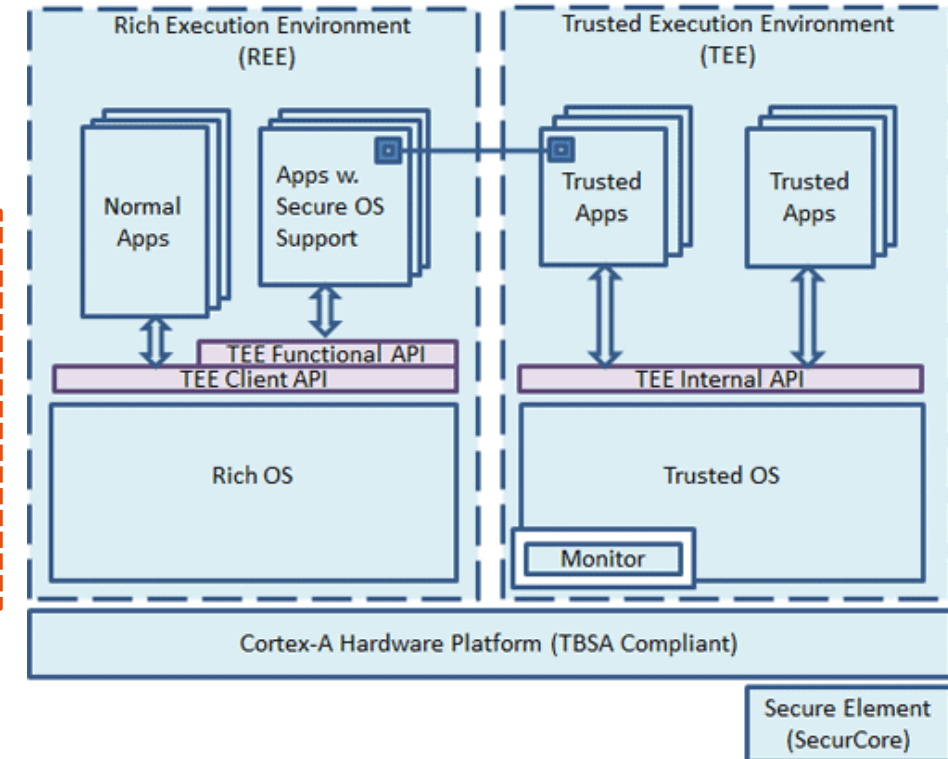 Rich Execution Environment
(REE)
Trusted Execution Environment
(TEE)
Normal
Apps
Apps w.
Secure OS
Support
Trusted
Apps
Trusted
Apps
TEE Functional API
TEE Client API
TEE Internal API
Rich OS
Trusted OS
Monitor
Cortex-A Hardware Platform (TBSA Compliant)
Secure Element
(SecurCore)